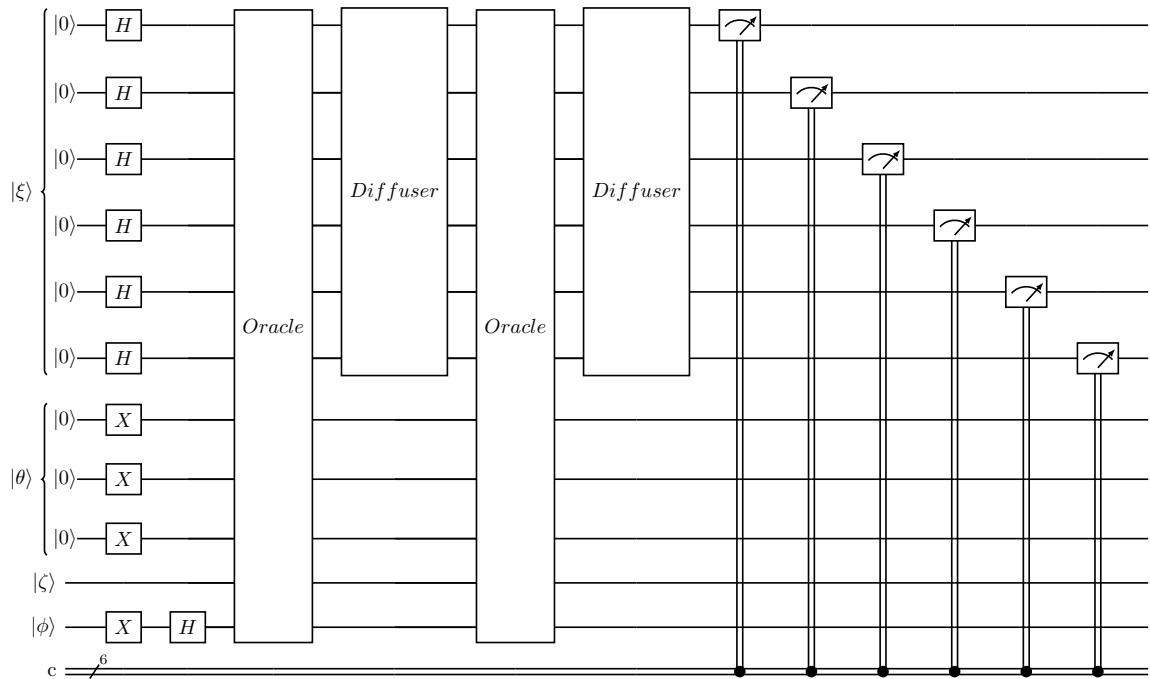 |0⟩ H
|0⟩ H
|0⟩ H
|ξ⟩ Diffuser Diffuser
|0⟩ H
|0⟩ H
Oracle Oracle
|0⟩ H
|0⟩ X
|θ⟩ |0⟩ X
|0⟩ X
|ζ⟩
|ϕ⟩ X H
6
c